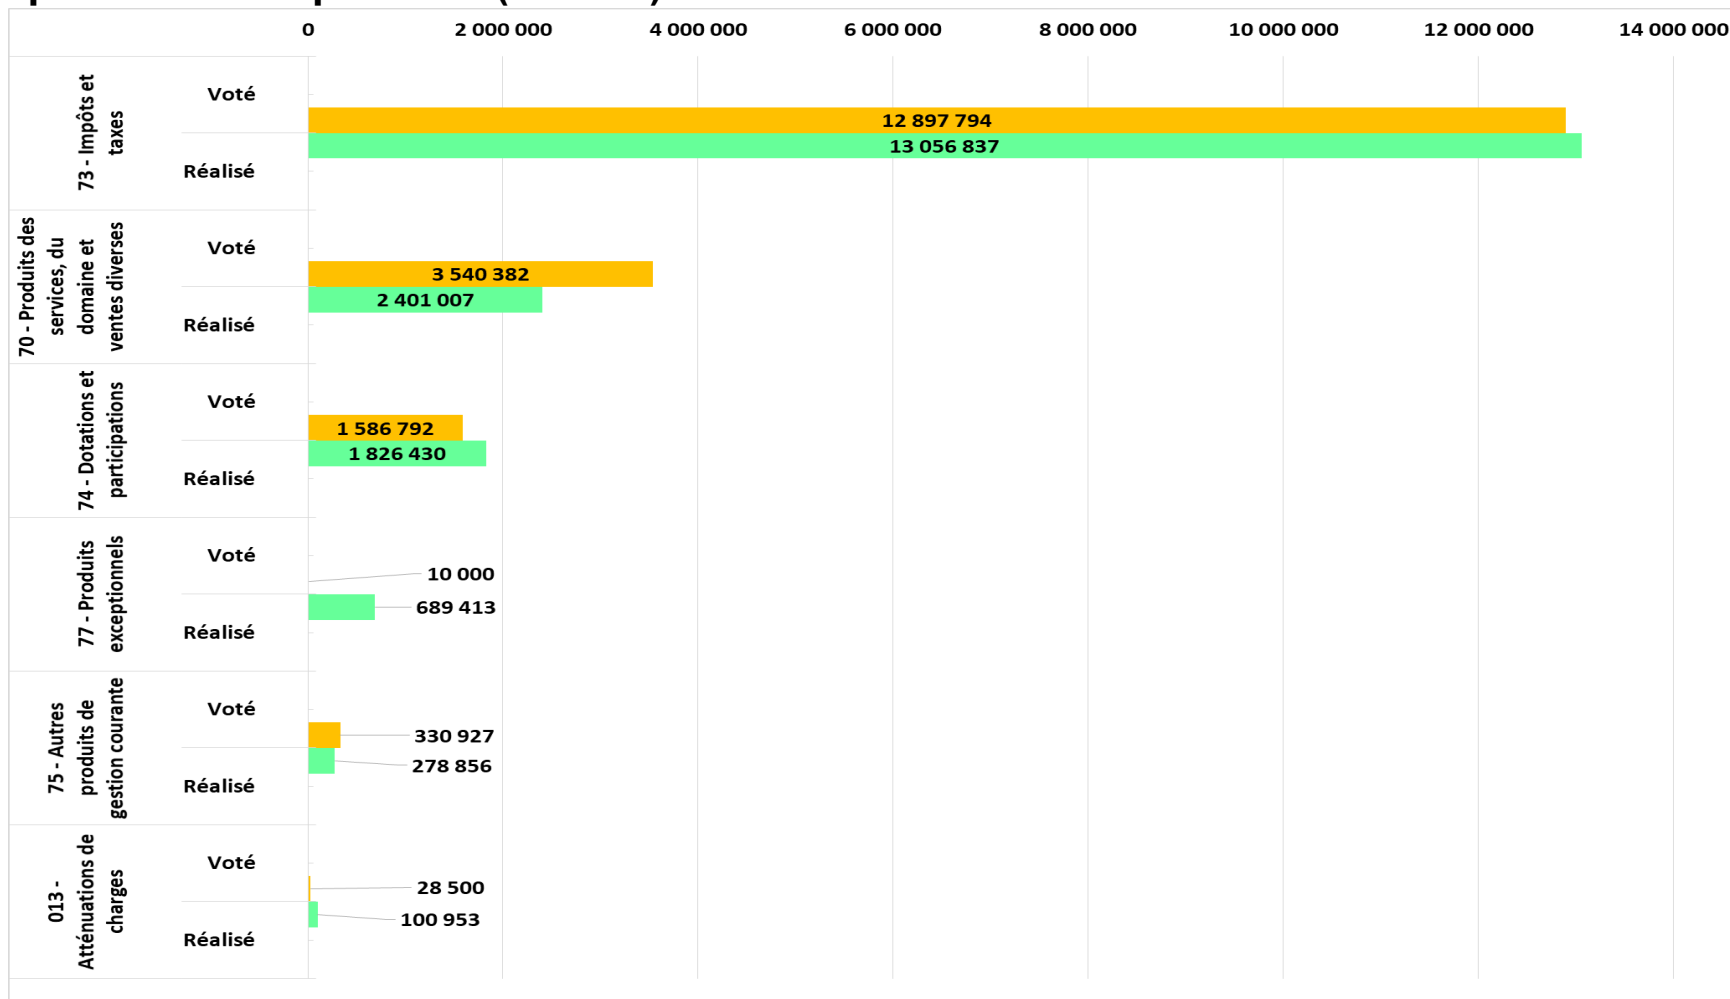 0 2 000 000 4 000 000 6 000 000 8 000 000 10 000 000 12 000 000 14 000 000
73 - Impôts et
taxes
Voté
12 897 794
13 056 837
Réalisé
70 - Produits des
services, du
domaine et
ventes diverses
Voté
3 540 382
2 401 007
Réalisé
74 - Dotations et
participations
Voté
1 586 792
1 826 430
Réalisé
77 - Produits
exceptionnels
Voté
10 000
689 413
Réalisé
75 - Autres
produits de
gestion courante
Voté
330 927
278 856
Réalisé
013 -
Atténuations de
charges
Voté
28 500
100 953
Réalisé